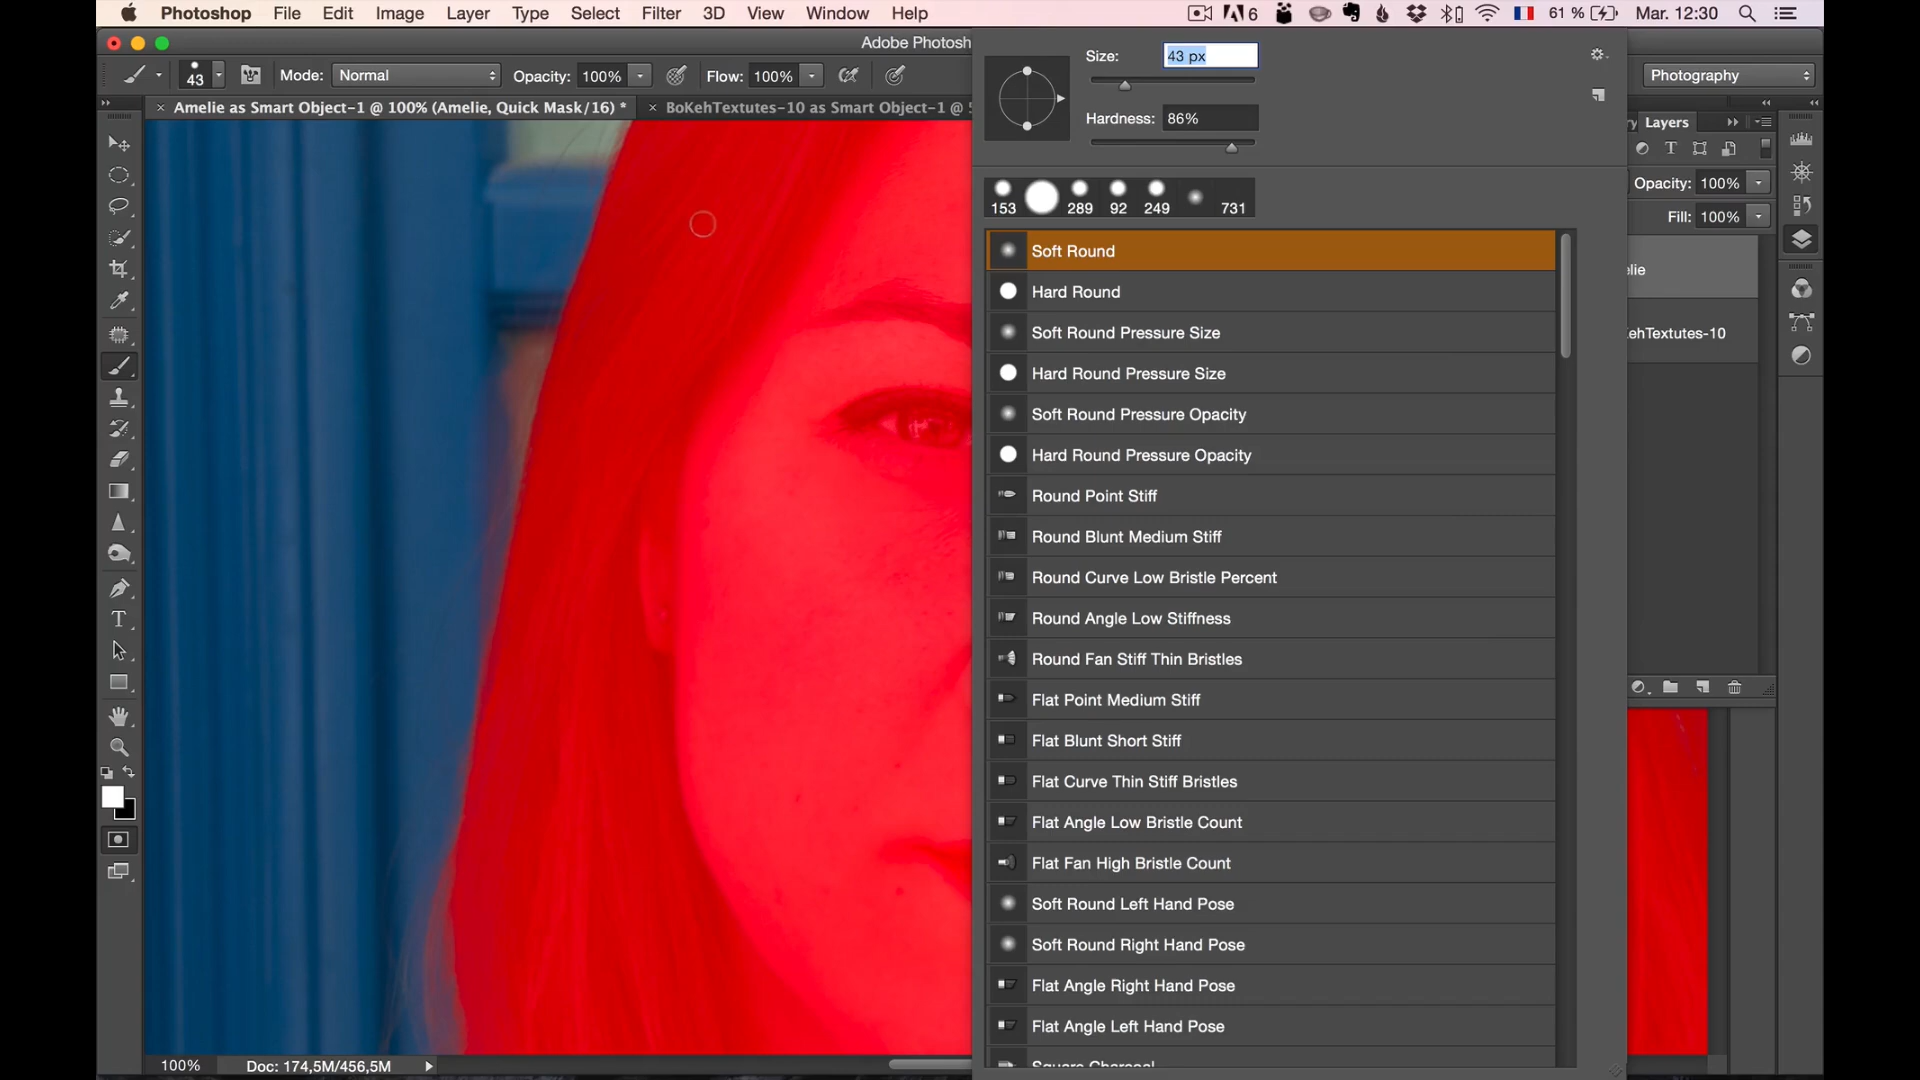 Photoshop File Edit Image Layer Type Select Filter 3D View Window Help 6 61 % Mar. 12:30
Adobe Photosh
43 Mode: Normal Opacity: 100% Flow: 100% Photography
Amelie as Smart Object-1 @ 100% (Amelie, Quick Mask/16) *
BoKehTextutes-10 as Smart Object-1 @ 5
Size: 43 px
Hardness: 86%
153 289 92 249 731
Soft Round
Hard Round
Soft Round Pressure Size
Hard Round Pressure Size
Soft Round Pressure Opacity
Hard Round Pressure Opacity
Round Point Stiff
Round Blunt Medium Stiff
Round Curve Low Bristle Percent
Round Angle Low Stiffness
Round Fan Stiff Thin Bristles
Flat Point Medium Stiff
Flat Blunt Short Stiff
Flat Curve Thin Stiff Bristles
Flat Angle Low Bristle Count
Flat Fan High Bristle Count
Soft Round Left Hand Pose
Soft Round Right Hand Pose
Flat Angle Right Hand Pose
Flat Angle Left Hand Pose
Square Charcoal
ry Layers
Opacity: 100%
Fill: 100%
elie
KehTextutes-10
100% Doc: 174,5M/456,5M